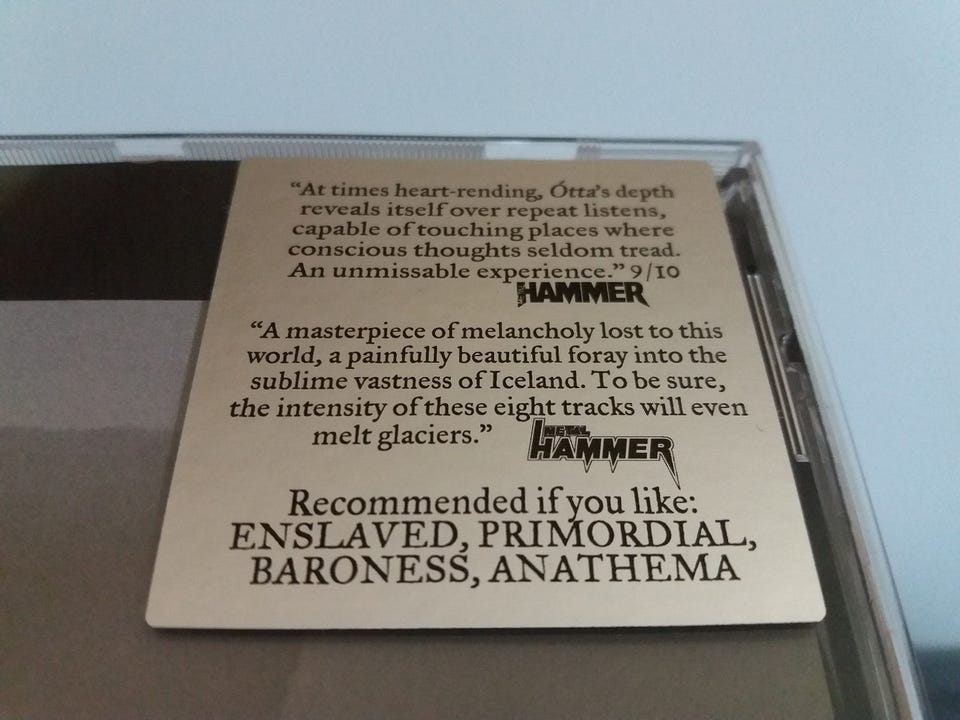 “At times heart-rending, Ótta’s depth
reveals itself over repeat listens,
capable of touching places where
conscious thoughts seldom tread.
An unmissable experience.” 9/10
HAMMER
“A masterpiece of melancholy lost to this
world, a painfully beautiful foray into the
sublime vastness of Iceland. To be sure,
the intensity of these eight tracks will even
melt glaciers.”
METAL
HAMMER
Recommended if you like:
ENSLAVED, PRIMORDIAL,
BARONESS, ANATHEMA